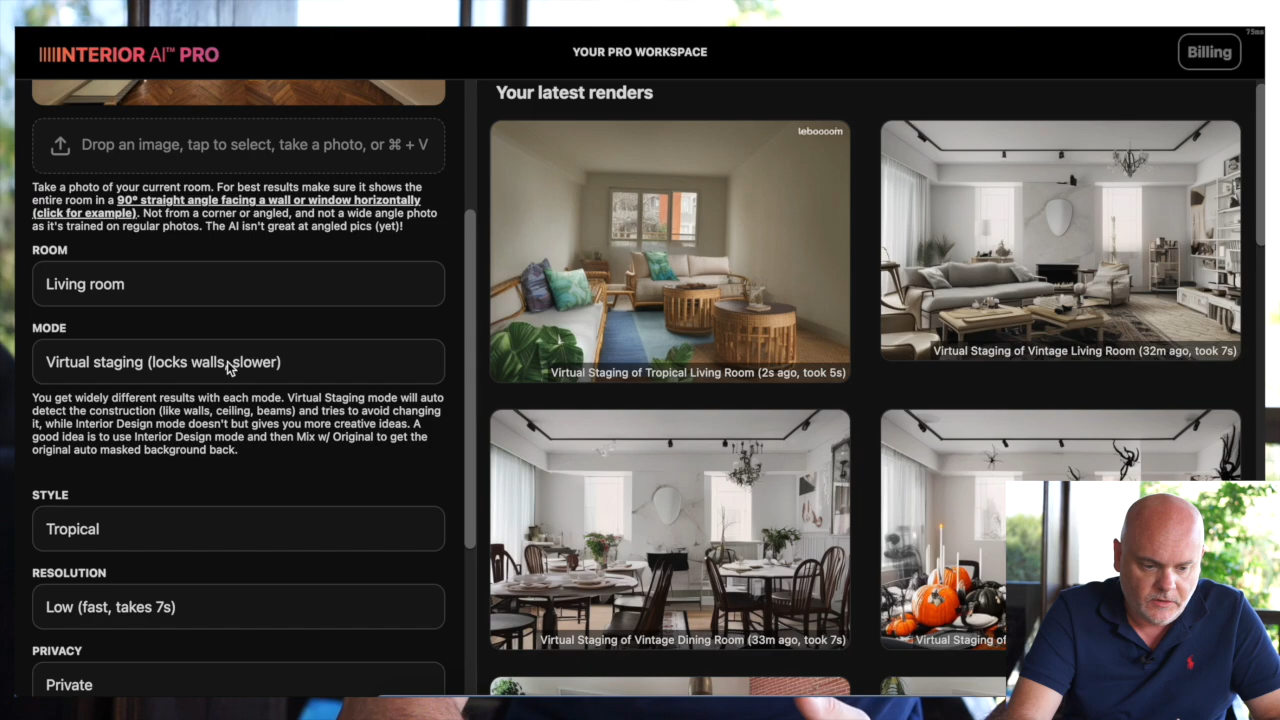 INTERIOR AI™ PRO
YOUR PRO WORKSPACE
75ms
Billing
Drop an image, tap to select, take a photo, or ⌘ + V
Take a photo of your current room. For best results make sure it shows the
entire room in a 90° straight angle facing a wall or window horizontally
(click for example). Not from a corner or angled, and not a wide angle photo
as it's trained on regular photos. The AI isn't great at angled pics (yet)!
ROOM
Living room
MODE
Virtual staging (locks walls, slower)
You get widely different results with each mode. Virtual Staging mode will auto
detect the construction (like walls, ceiling, beams) and tries to avoid changing
it, while Interior Design mode doesn't but gives you more creative ideas. A
good idea is to use Interior Design mode and then Mix w/ Original to get the
original auto masked background back.
STYLE
Tropical
RESOLUTION
Low (fast, takes 7s)
PRIVACY
Private
Your latest renders
Virtual Staging of Tropical Living Room (2s ago, took 5s)
Virtual Staging of Vintage Living Room (32m ago, took 7s)
Virtual Staging of Vintage Dining Room (33m ago, took 7s)
Virtual Staging of